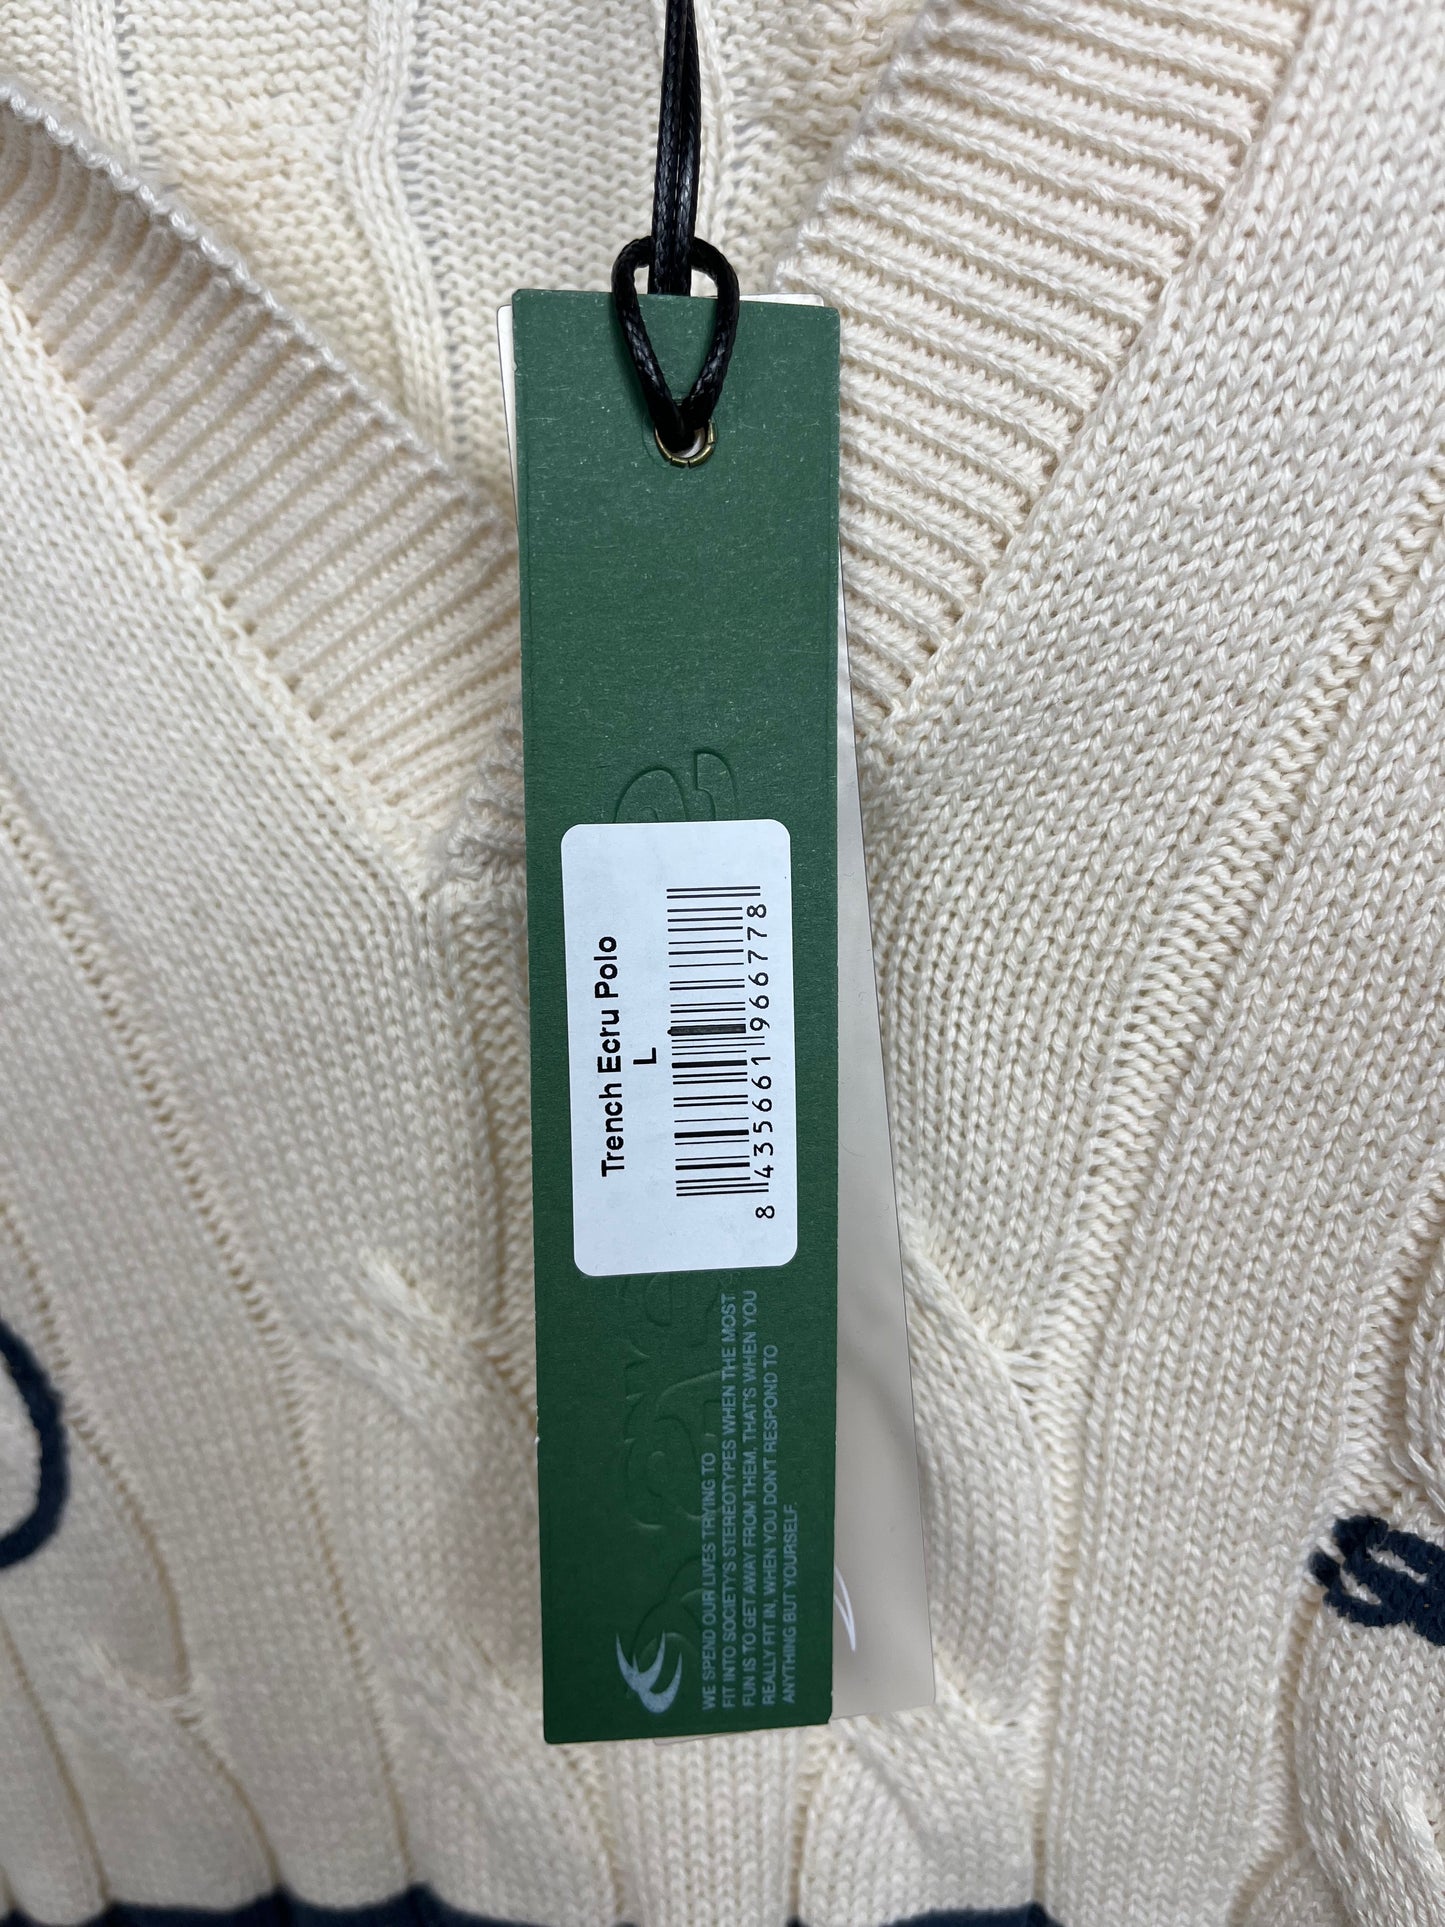 Trench Ecru Polo
L
8 435661 966778
WE SPEND OUR LIVES TRYING TO
FIT INTO SOCIETY'S STEREOTYPES WHEN THE MOST
FUN IS TO GET AWAY FROM THEM. THAT'S WHEN YOU
REALLY FIT IN, WHEN YOU DON'T RESPOND TO
ANYTHING BUT YOURSELF.